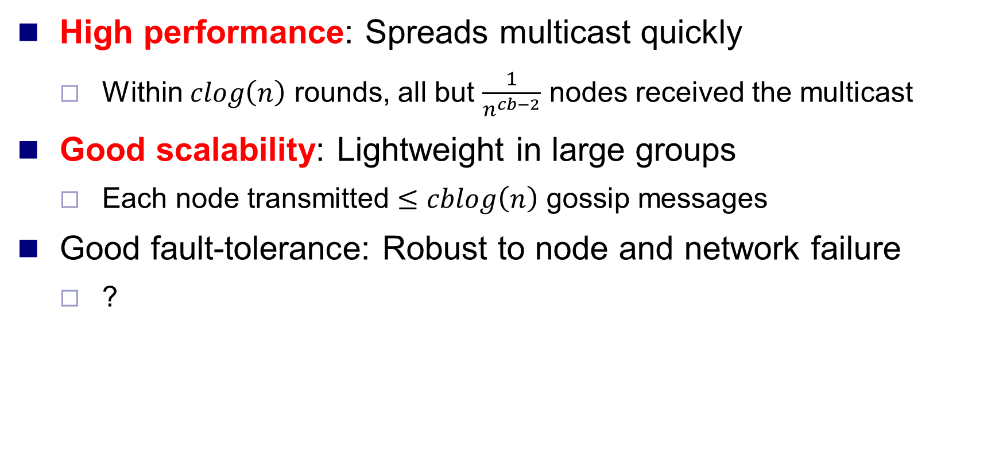 High performance: Spreads multicast quickly
Within clog(n) rounds, all but \frac{1}{n^{cb-2}} nodes received the multicast
Good scalability: Lightweight in large groups
Each node transmitted ≤ cblog(n) gossip messages
Good fault-tolerance: Robust to node and network failure
?